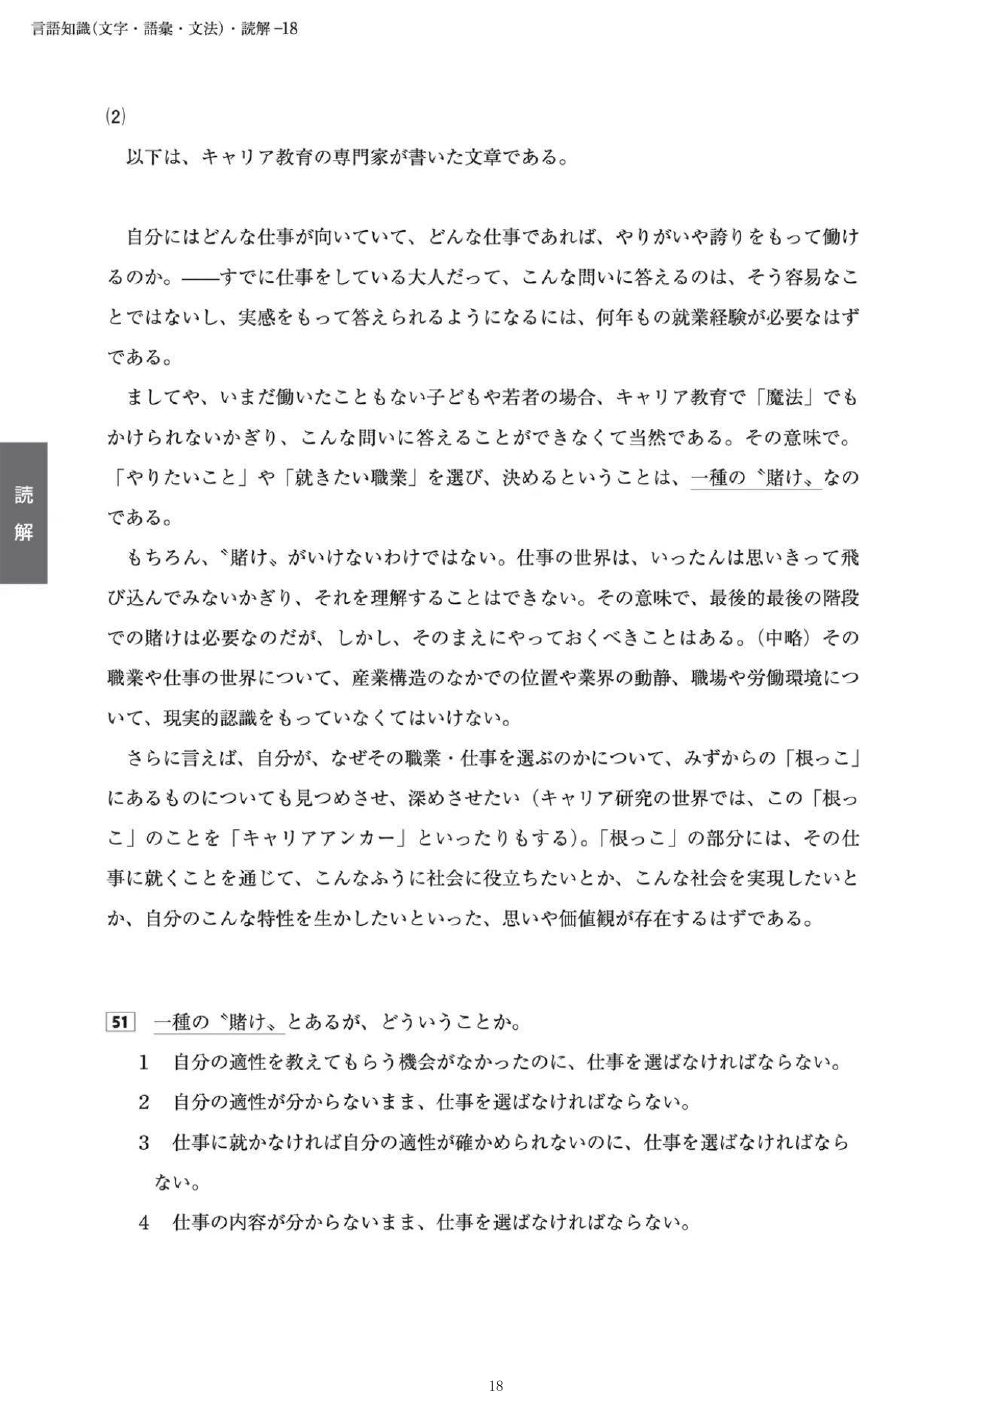 言語知識(文字・語彙・文法)・読解–18
(2)
以下は、キャリア教育の専門家が書いた文章である。
自分にはどんな仕事が向いていて、どんな仕事であれば、やりがいや誇りをもって働け
るのか。――すでに仕事をしている大人だって、こんな問いに答えるのは、そう容易なこ
とではないし、実感をもって答えられるようになるには、何年もの就業経験が必要なはず
である。
ましてや、いまだ働いたこともない子どもや若者の場合、キャリア教育で「魔法」でも
かけられないかぎり、こんな問いに答えることができなくて当然である。その意味で。
「やりたいこと」や「就きたい職業」を選び、決めるということは、一種の〝賭け〟なの
である。
もちろん、〝賭け〟がいけないわけではない。仕事の世界は、いったんは思いきって飛
び込んでみないかぎり、それを理解することはできない。その意味で、最後的最後の階段
での賭けは必要なのだが、しかし、そのまえにやっておくべきことはある。（中略）その
職業や仕事の世界について、産業構造のなかでの位置や業界の動静、職場や労働環境につ
いて、現実的認識をもっていなくてはいけない。
さらに言えば、自分が、なぜその職業・仕事を選ぶのかについて、みずからの「根っこ」
にあるものについても見つめさせ、深めさせたい（キャリア研究の世界では、この「根っ
こ」のことを「キャリアアンカー」といったりもする）。「根っこ」の部分には、その仕
事に就くことを通じて、こんなふうに社会に役立ちたいとか、こんな社会を実現したいと
か、自分のこんな特性を生かしたいといった、思いや価値観が存在するはずである。
読
解
51 一種の〝賭け〟とあるが、どういうことか。
1 自分の適性を教えてもらう機会がなかったのに、仕事を選ばなければならない。
2 自分の適性が分からないまま、仕事を選ばなければならない。
3 仕事に就かなければ自分の適性が確かめられないのに、仕事を選ばなければなら
ない。
4 仕事の内容が分からないまま、仕事を選ばなければならない。
18